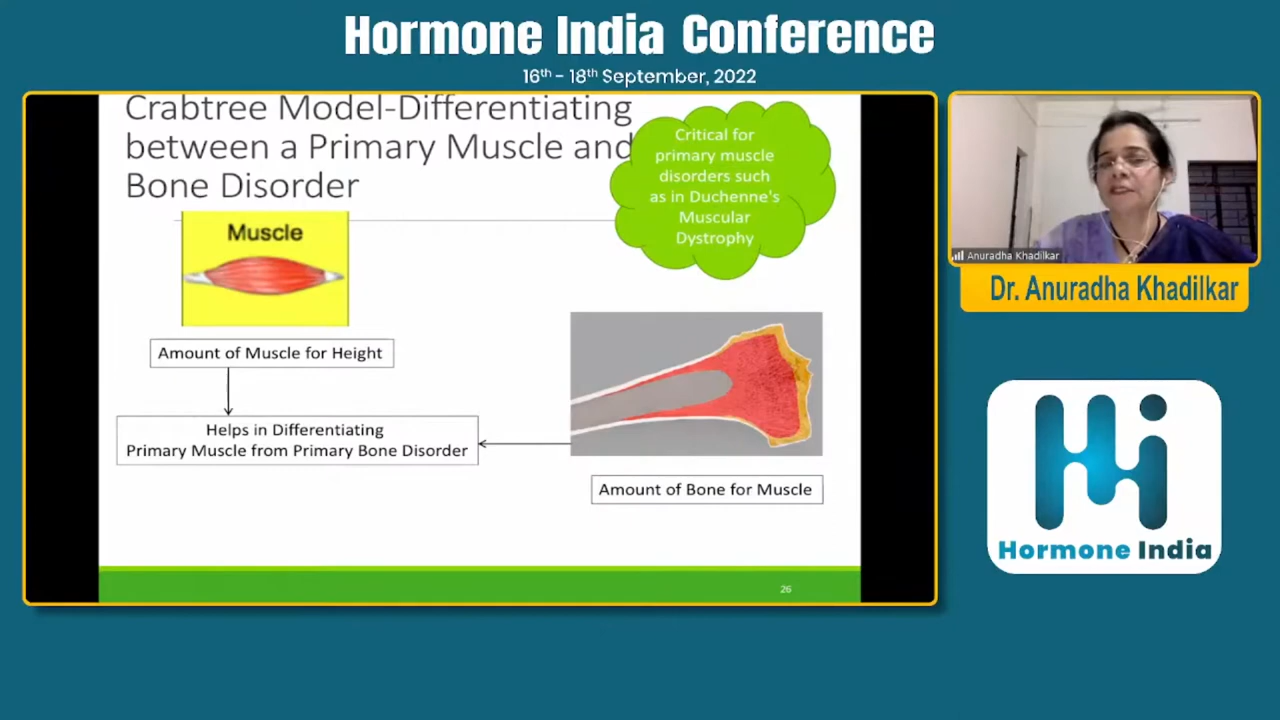 Hormone India Conference
16th - 18th September, 2022
Crabtree Model-Differentiating
between a Primary Muscle and
Bone Disorder
Critical for
primary muscle
disorders such
as in Duchenne's
Muscular
Dystrophy
Muscle
Amount of Muscle for Height
Helps in Differentiating
Primary Muscle from Primary Bone Disorder
Amount of Bone for Muscle
26
Anuradha Khadilkar
Dr. Anuradha Khadilkar
Hi
Hormone India